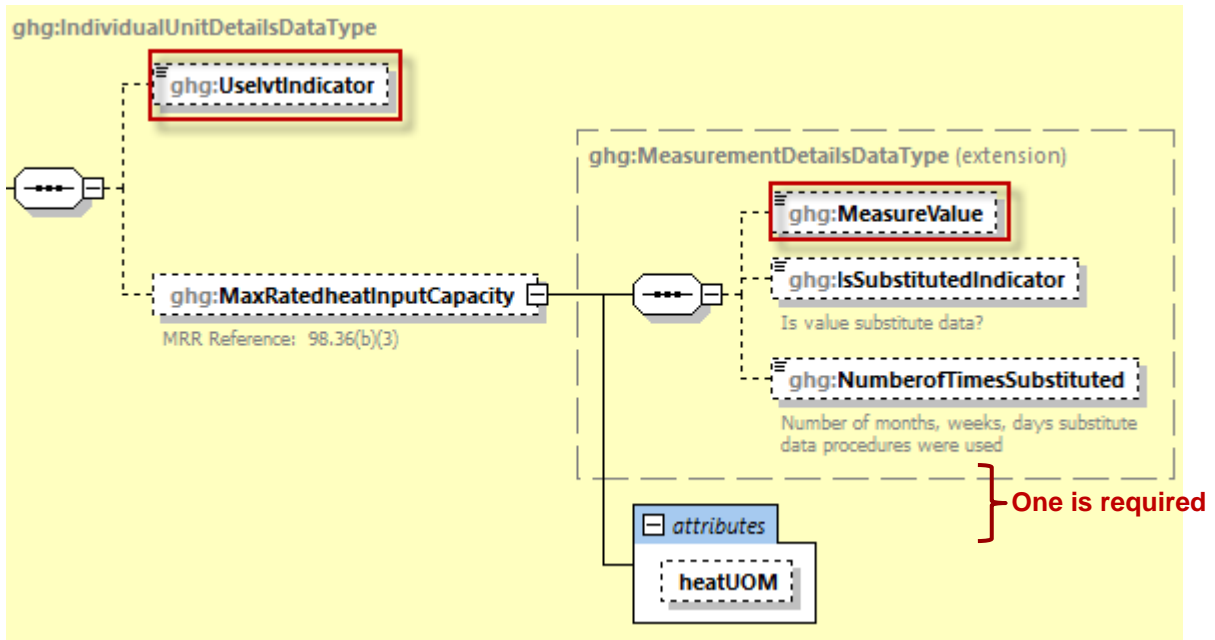 ghg:IndividualUnitDetailsDataType
ghg:UseIvtIndicator
ghg:MeasurementDetailsDataType (extension)
ghg:MeasureValue
ghg:IsSubstitutedIndicator
Is value substitute data?
ghg:MaxRatedheatInputCapacity
MRR Reference: 98.36(b)(3)
ghg:NumberofTimesSubstituted
Number of months, weeks, days substitute
data procedures were used
One is required
attributes
heatUOM